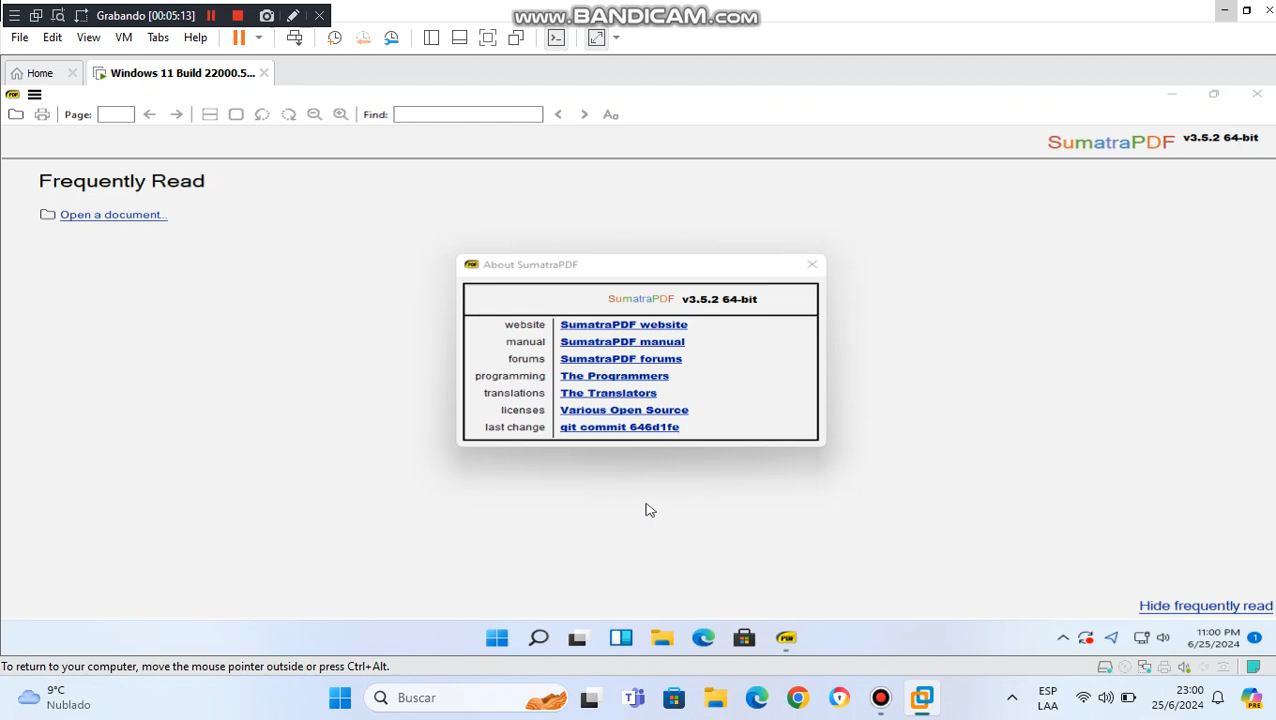 Grabando [00:05:13]
www.BANDICAM.com
File Edit View VM Tabs Help
Home
Windows 11 Build 22000.5...
Page:
Find:
SumatraPDF v3.5.2 64-bit
Frequently Read
Open a document...
About SumatraPDF
SumatraPDF v3.5.2 64-bit
website SumatraPDF website
manual SumatraPDF manual
forums SumatraPDF forums
programming The Programmers
translations The Translators
licenses Various Open Source
last change git commit 646d1fe
Hide frequently read
11:00 PM
6/25/2024
1
To return to your computer, move the mouse pointer outside or press Ctrl+Alt.
9°C
Nublado
Buscar
ESP
LAA
23:00
25/6/2024
PRE